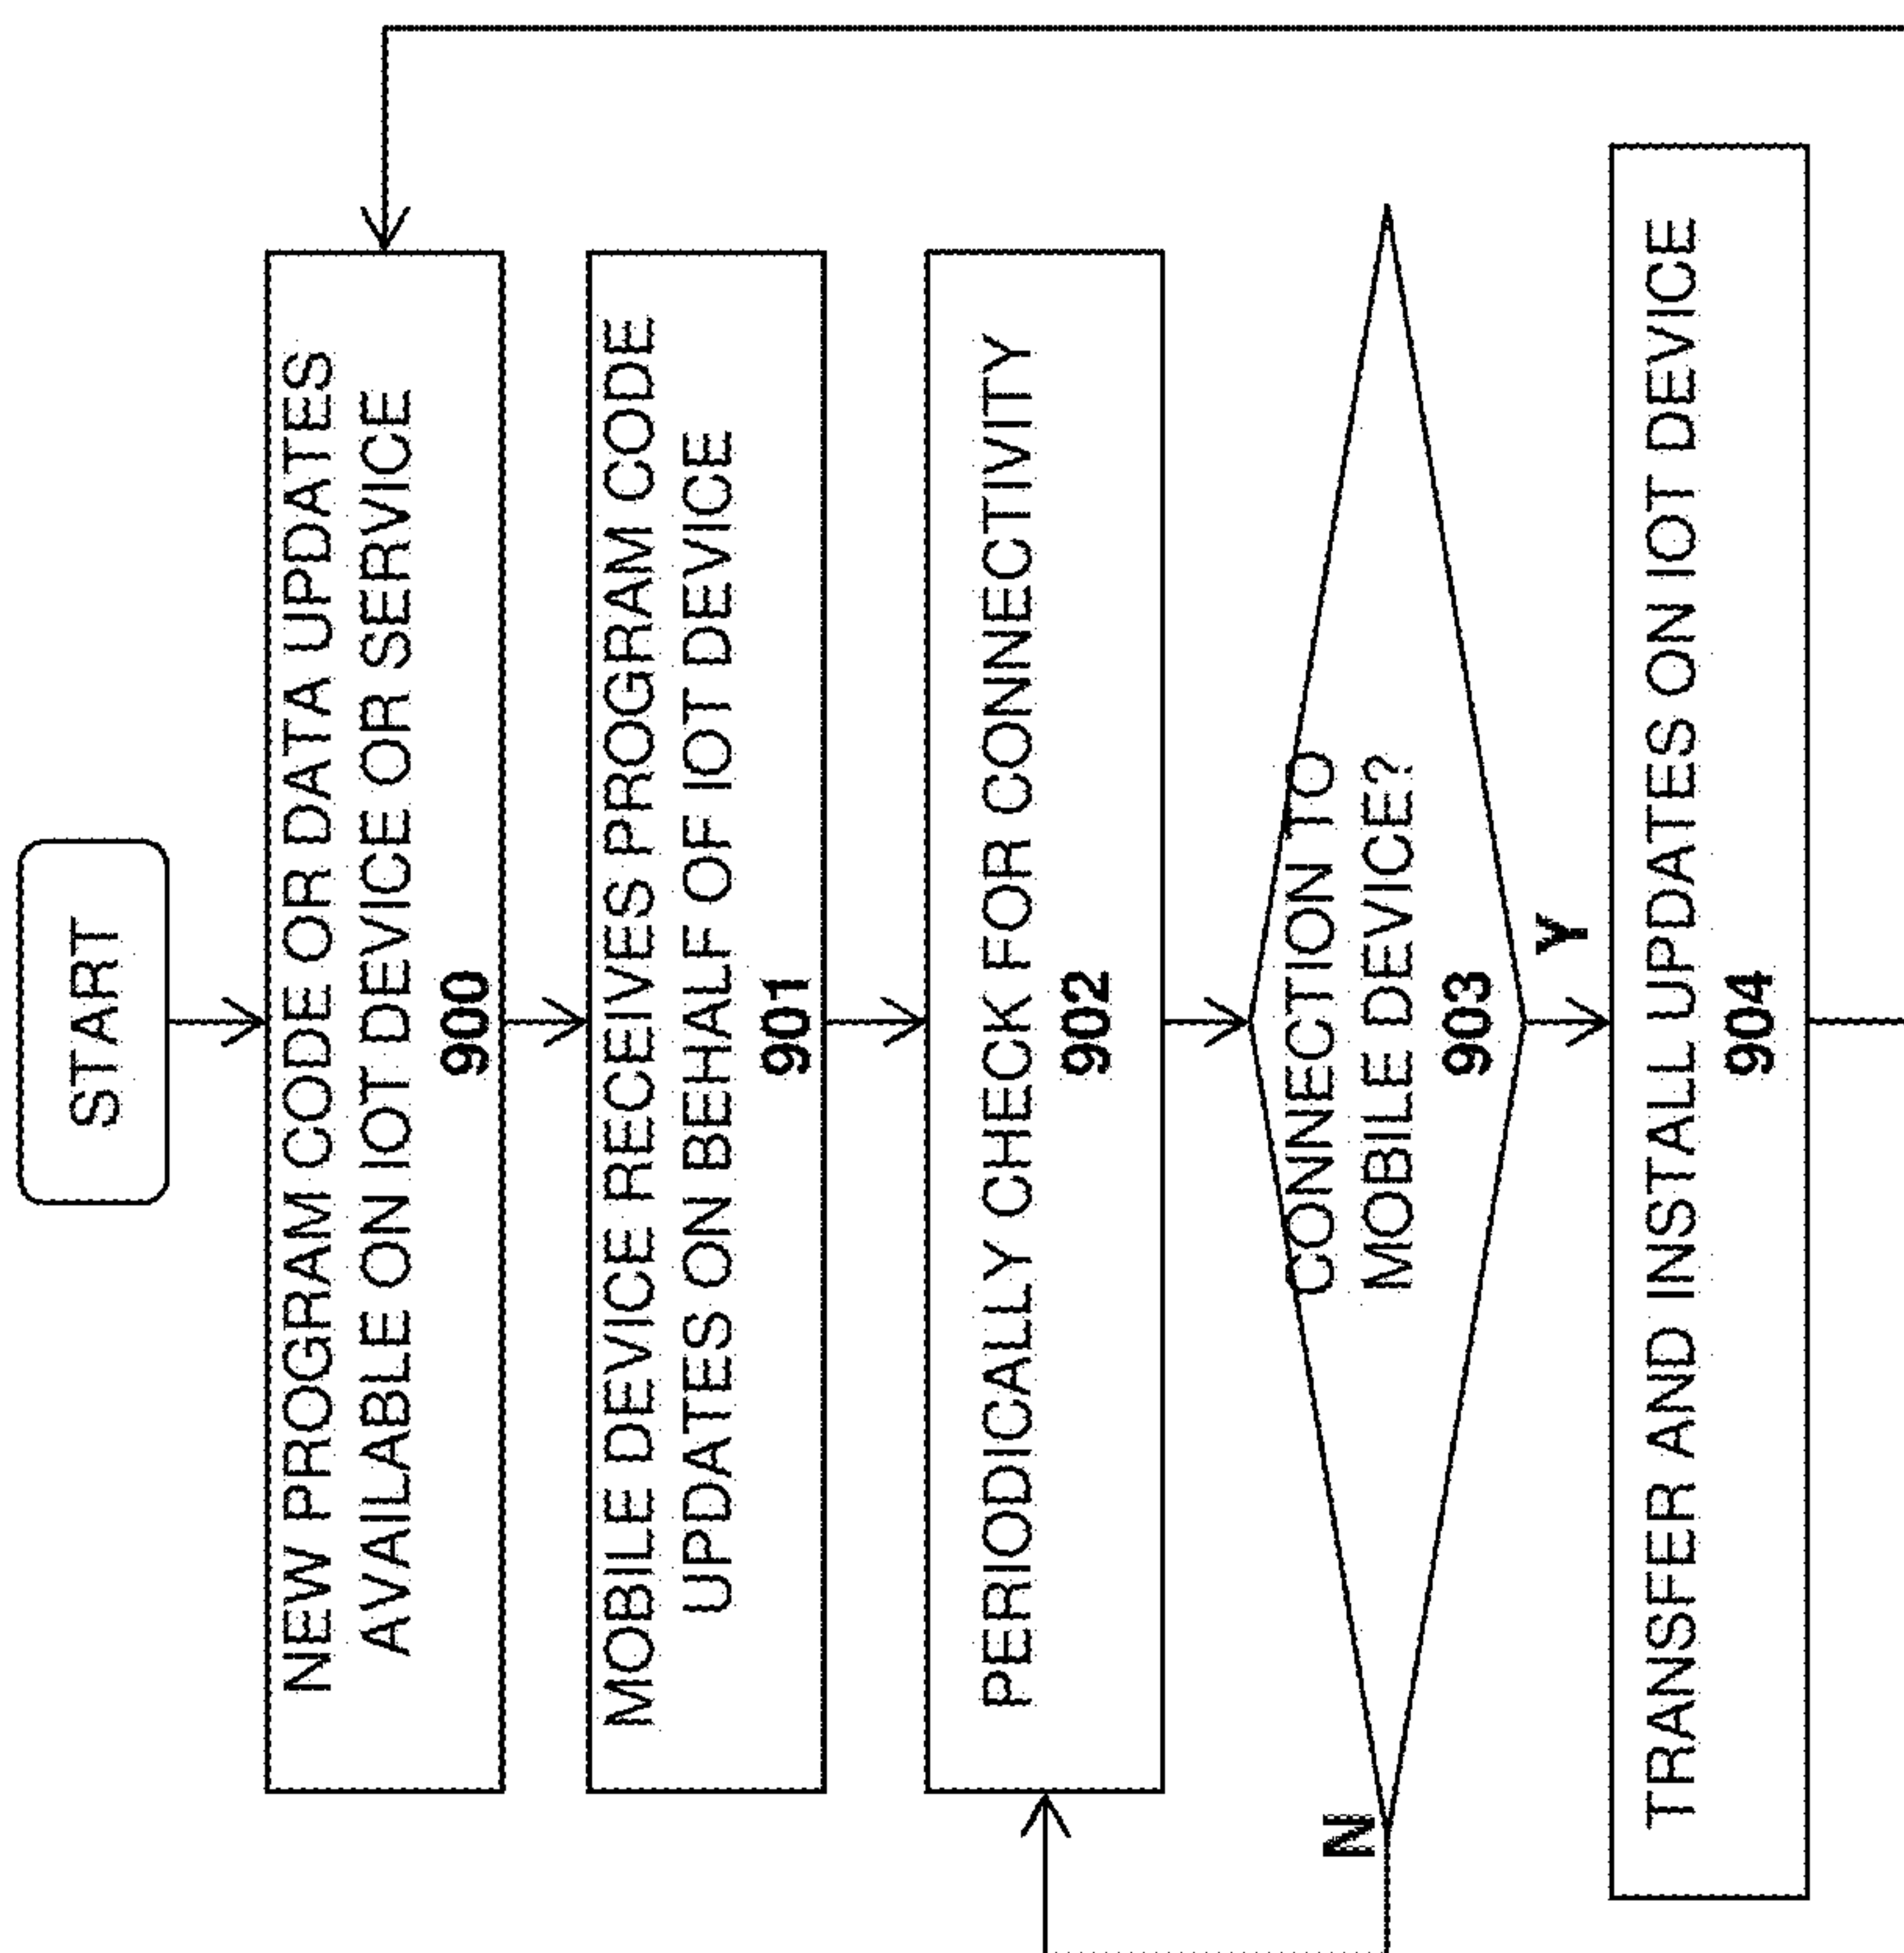 START
NEW PROGRAM CODE OR DATA UPDATES
AVAILABLE ON IOT DEVICE OR SERVICE
900
MOBILE DEVICE RECEIVES PROGRAM CODE
UPDATES ON BEHALF OF IOT DEVICE
901
PERIODICALLY CHECK FOR CONNECTIVITY
902
CONNECTION TO
MOBILE DEVICE?
903
N
Y
TRANSFER AND INSTALL UPDATES ON IOT DEVICE
904